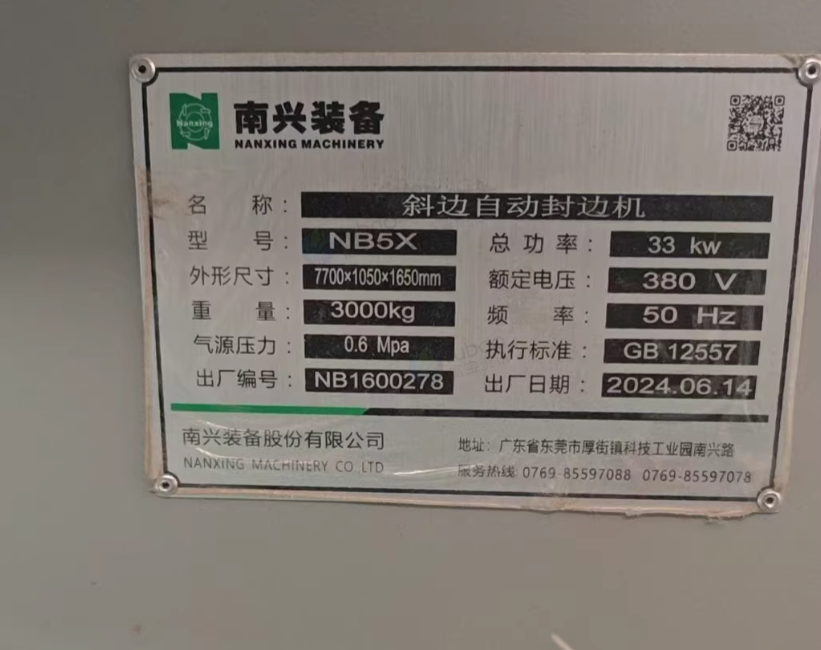 Nanxing
南兴装备
NANXING MACHINERY
名 称： 斜边自动封边机
型 号： NB5X 总 功 率： 33 kw
外形尺寸： 7700×1050×1650mm 额定电压： 380 V
重 量： 3000kg 频 率： 50 Hz
气源压力： 0.6 Mpa 执行标准： GB 12557
出厂编号： NB1600278 出厂日期： 2024.06.14
南兴装备股份有限公司
NANXING MACHINERY CO LTD
地址：广东省东莞市厚街镇科技工业园南兴路
服务热线 0769-85597088 0769-85597078